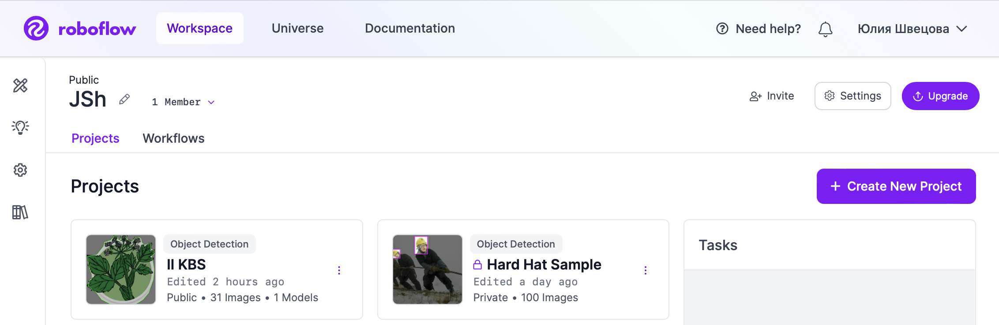 roboflow
Workspace
Universe
Documentation
Need help?
Юлия Швецова
Public
JSh
1 Member
Invite
Settings
Upgrade
Projects
Workflows
Projects
+ Create New Project
Object Detection
II KBS
Edited 2 hours ago
Public • 31 Images • 1 Models
Object Detection
Hard Hat Sample
Edited a day ago
Private • 100 Images
Tasks